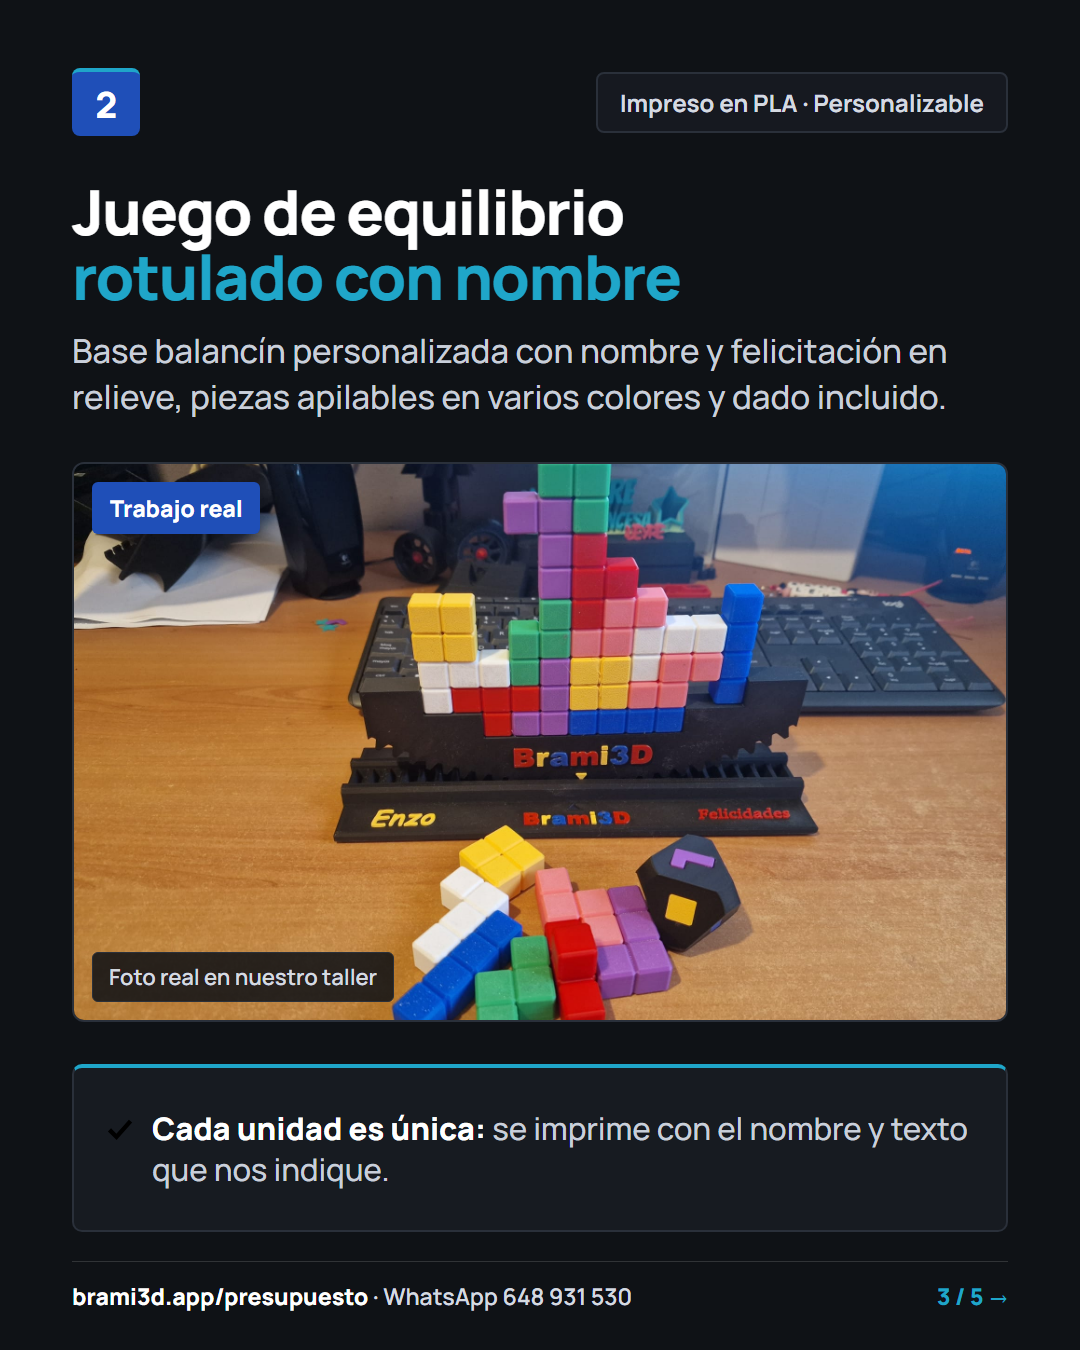 2
Impreso en PLA · Personalizable
Juego de equilibrio
rotulado con nombre
Base balancín personalizada con nombre y felicitación en
relieve, piezas apilables en varios colores y dado incluido.
Trabajo real
Brami3D
Enzo
Brami3D
Felicidades
Foto real en nuestro taller
Cada unidad es única: se imprime con el nombre y texto
que nos indique.
brami3d.app/presupuesto · WhatsApp 648 931 530
3 / 5 →